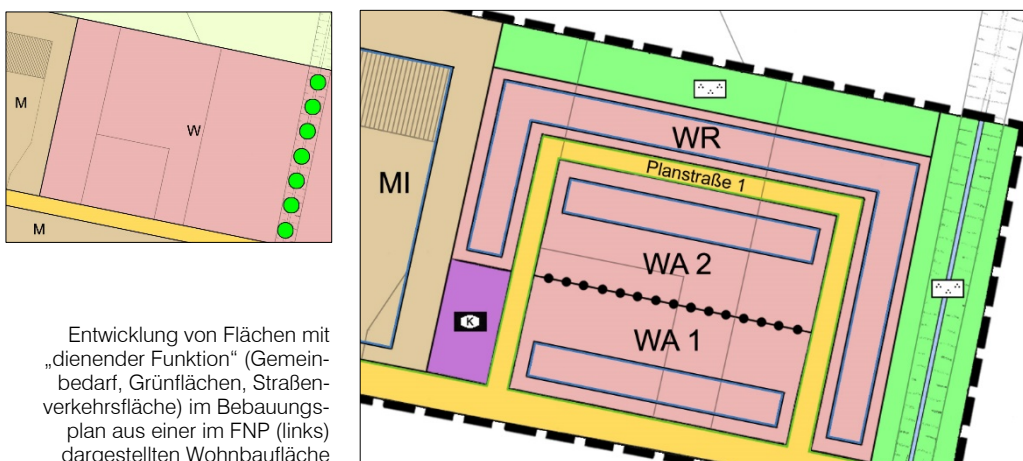 M
W
M
WR
Planstraße 1
MI
WA 2
WA 1
K
Entwicklung von Flächen mit
„dienender Funktion“ (Gemein-
bedarf, Grünflächen, Straßen-
verkehrsfläche) im Bebauungs-
plan aus einer im FNP (links)
dargestellten Wohnbaufläche